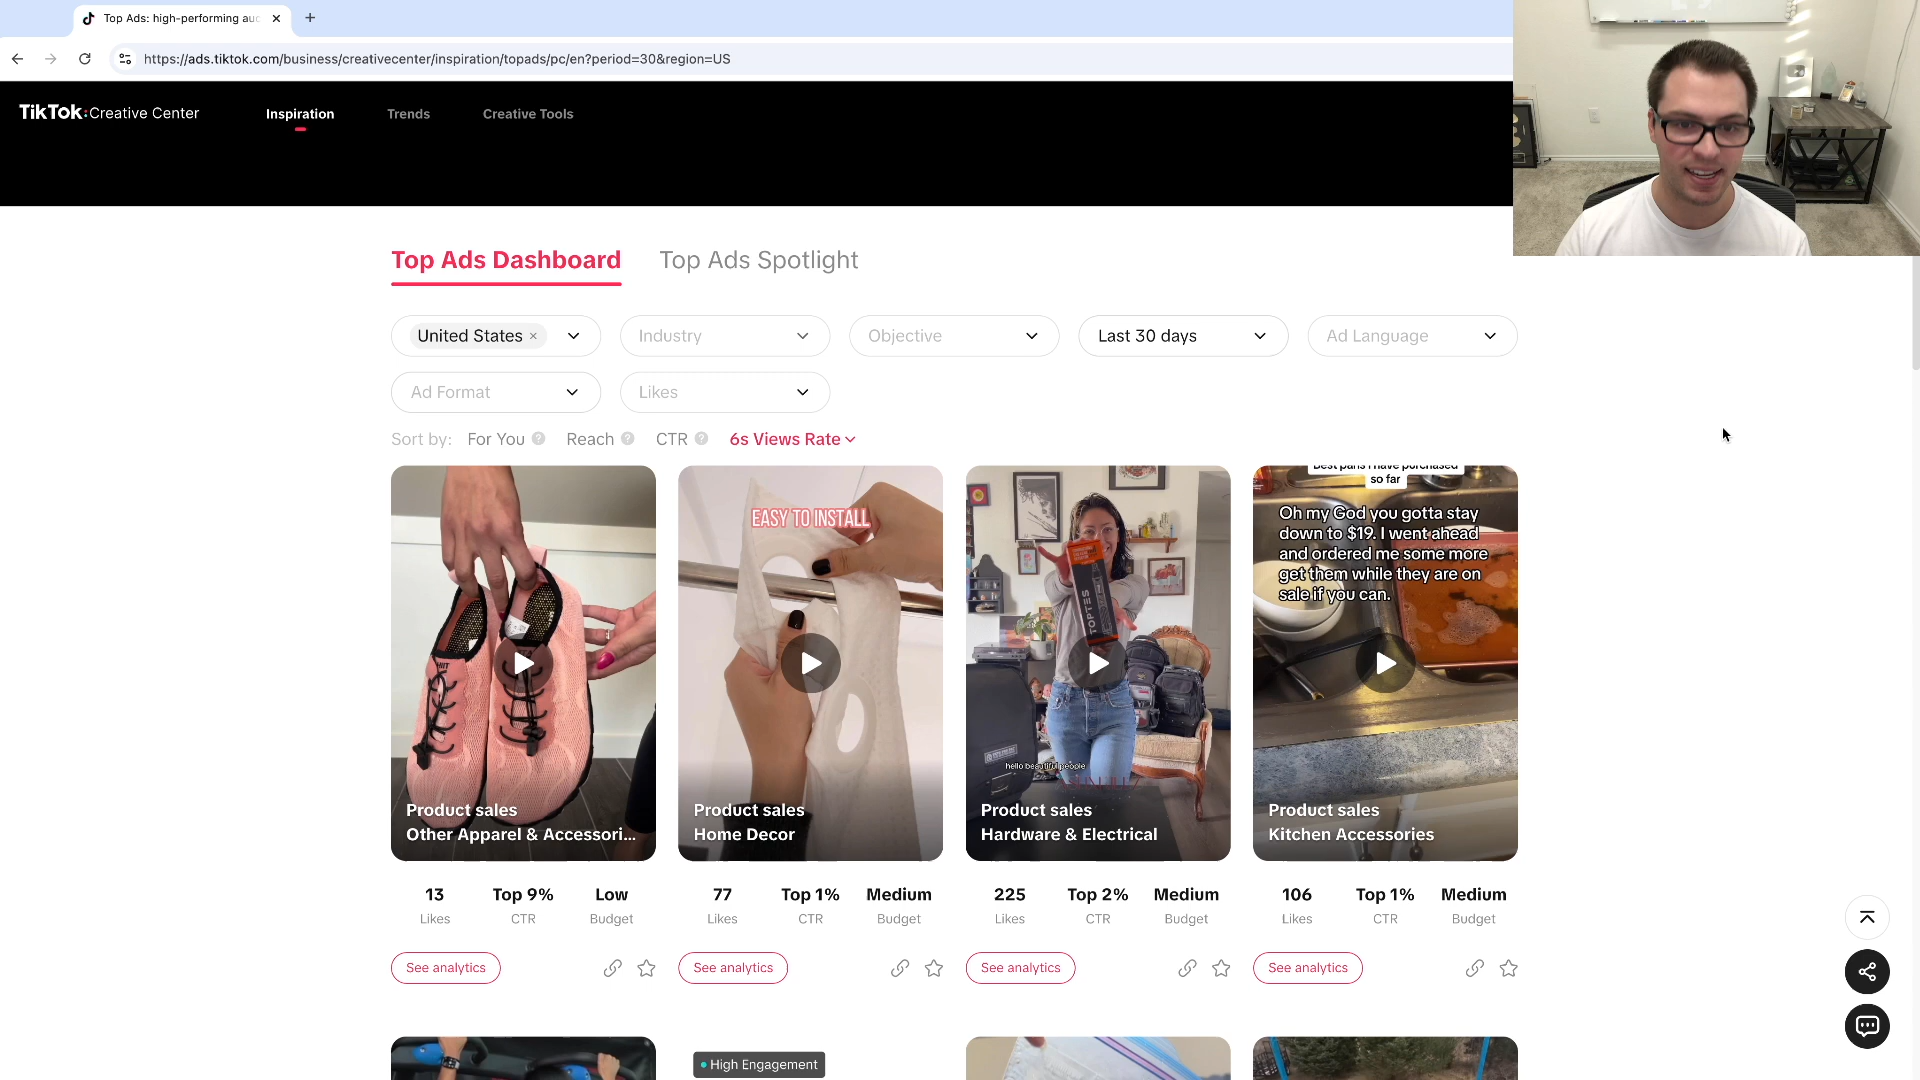 Top Ads: high-performing auc
https://ads.tiktok.com/business/creativecenter/inspiration/topads/pc/en?period=30&region=US
TikTok: Creative Center
Inspiration
Trends
Creative Tools
Top Ads Dashboard
Top Ads Spotlight
United States ×
Industry
Objective
Last 30 days
Ad Language
Ad Format
Likes
Sort by:
For You
Reach
CTR
6s Views Rate
EASY TO INSTALL
TOPTES
hello beautiful people
Best pans I have purchased
so far
Oh my God you gotta stay
down to $19. I went ahead
and ordered me some more
get them while they are on
sale if you can.
Product sales
Other Apparel & Accessori...
Product sales
Home Decor
Product sales
Hardware & Electrical
Product sales
Kitchen Accessories
13 Top 9% Low
Likes CTR Budget
77 Top 1% Medium
Likes CTR Budget
225 Top 2% Medium
Likes CTR Budget
106 Top 1% Medium
Likes CTR Budget
See analytics
See analytics
See analytics
See analytics
High Engagement